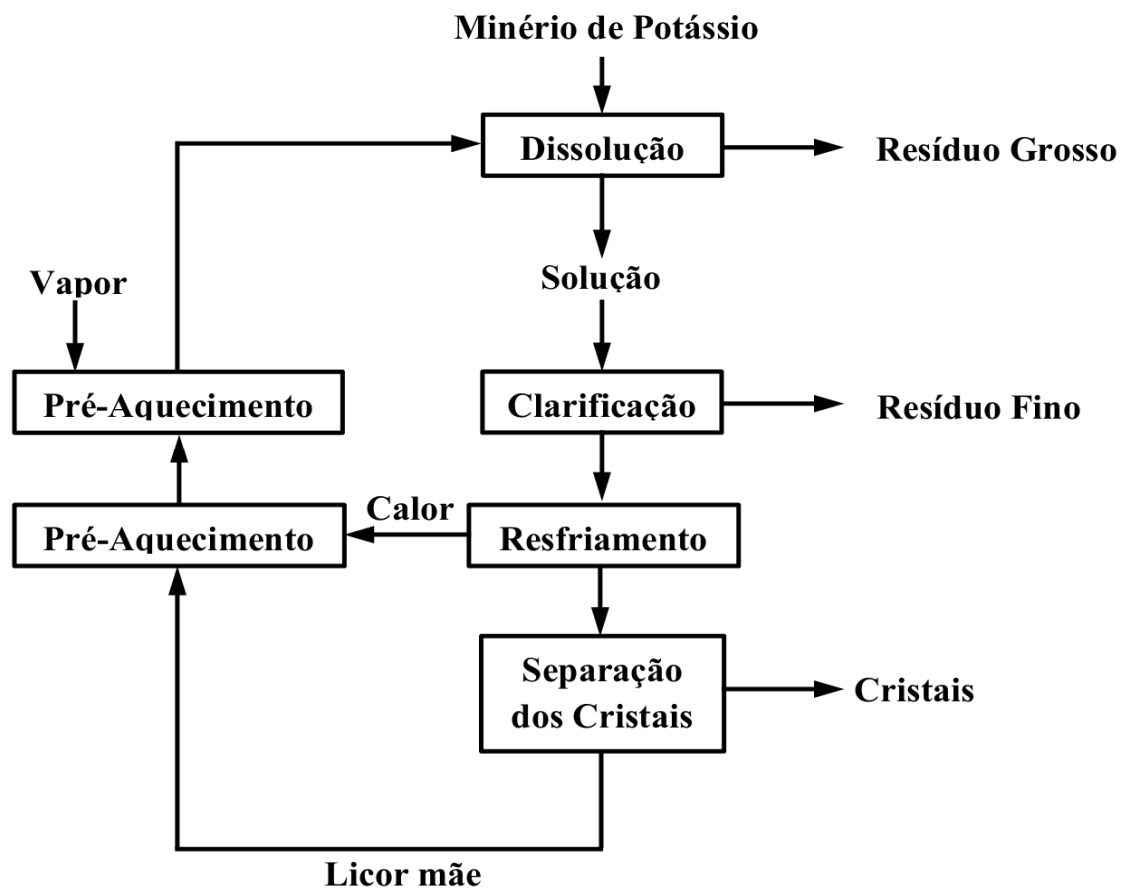 Minério de Potássio
Dissolução
Resíduo Grosso
Solução
Vapor
Pré-Aquecimento
Clarificação
Resíduo Fino
Calor
Pré-Aquecimento
Resfriamento
Separação
dos Cristais
Cristais
Licor mãe